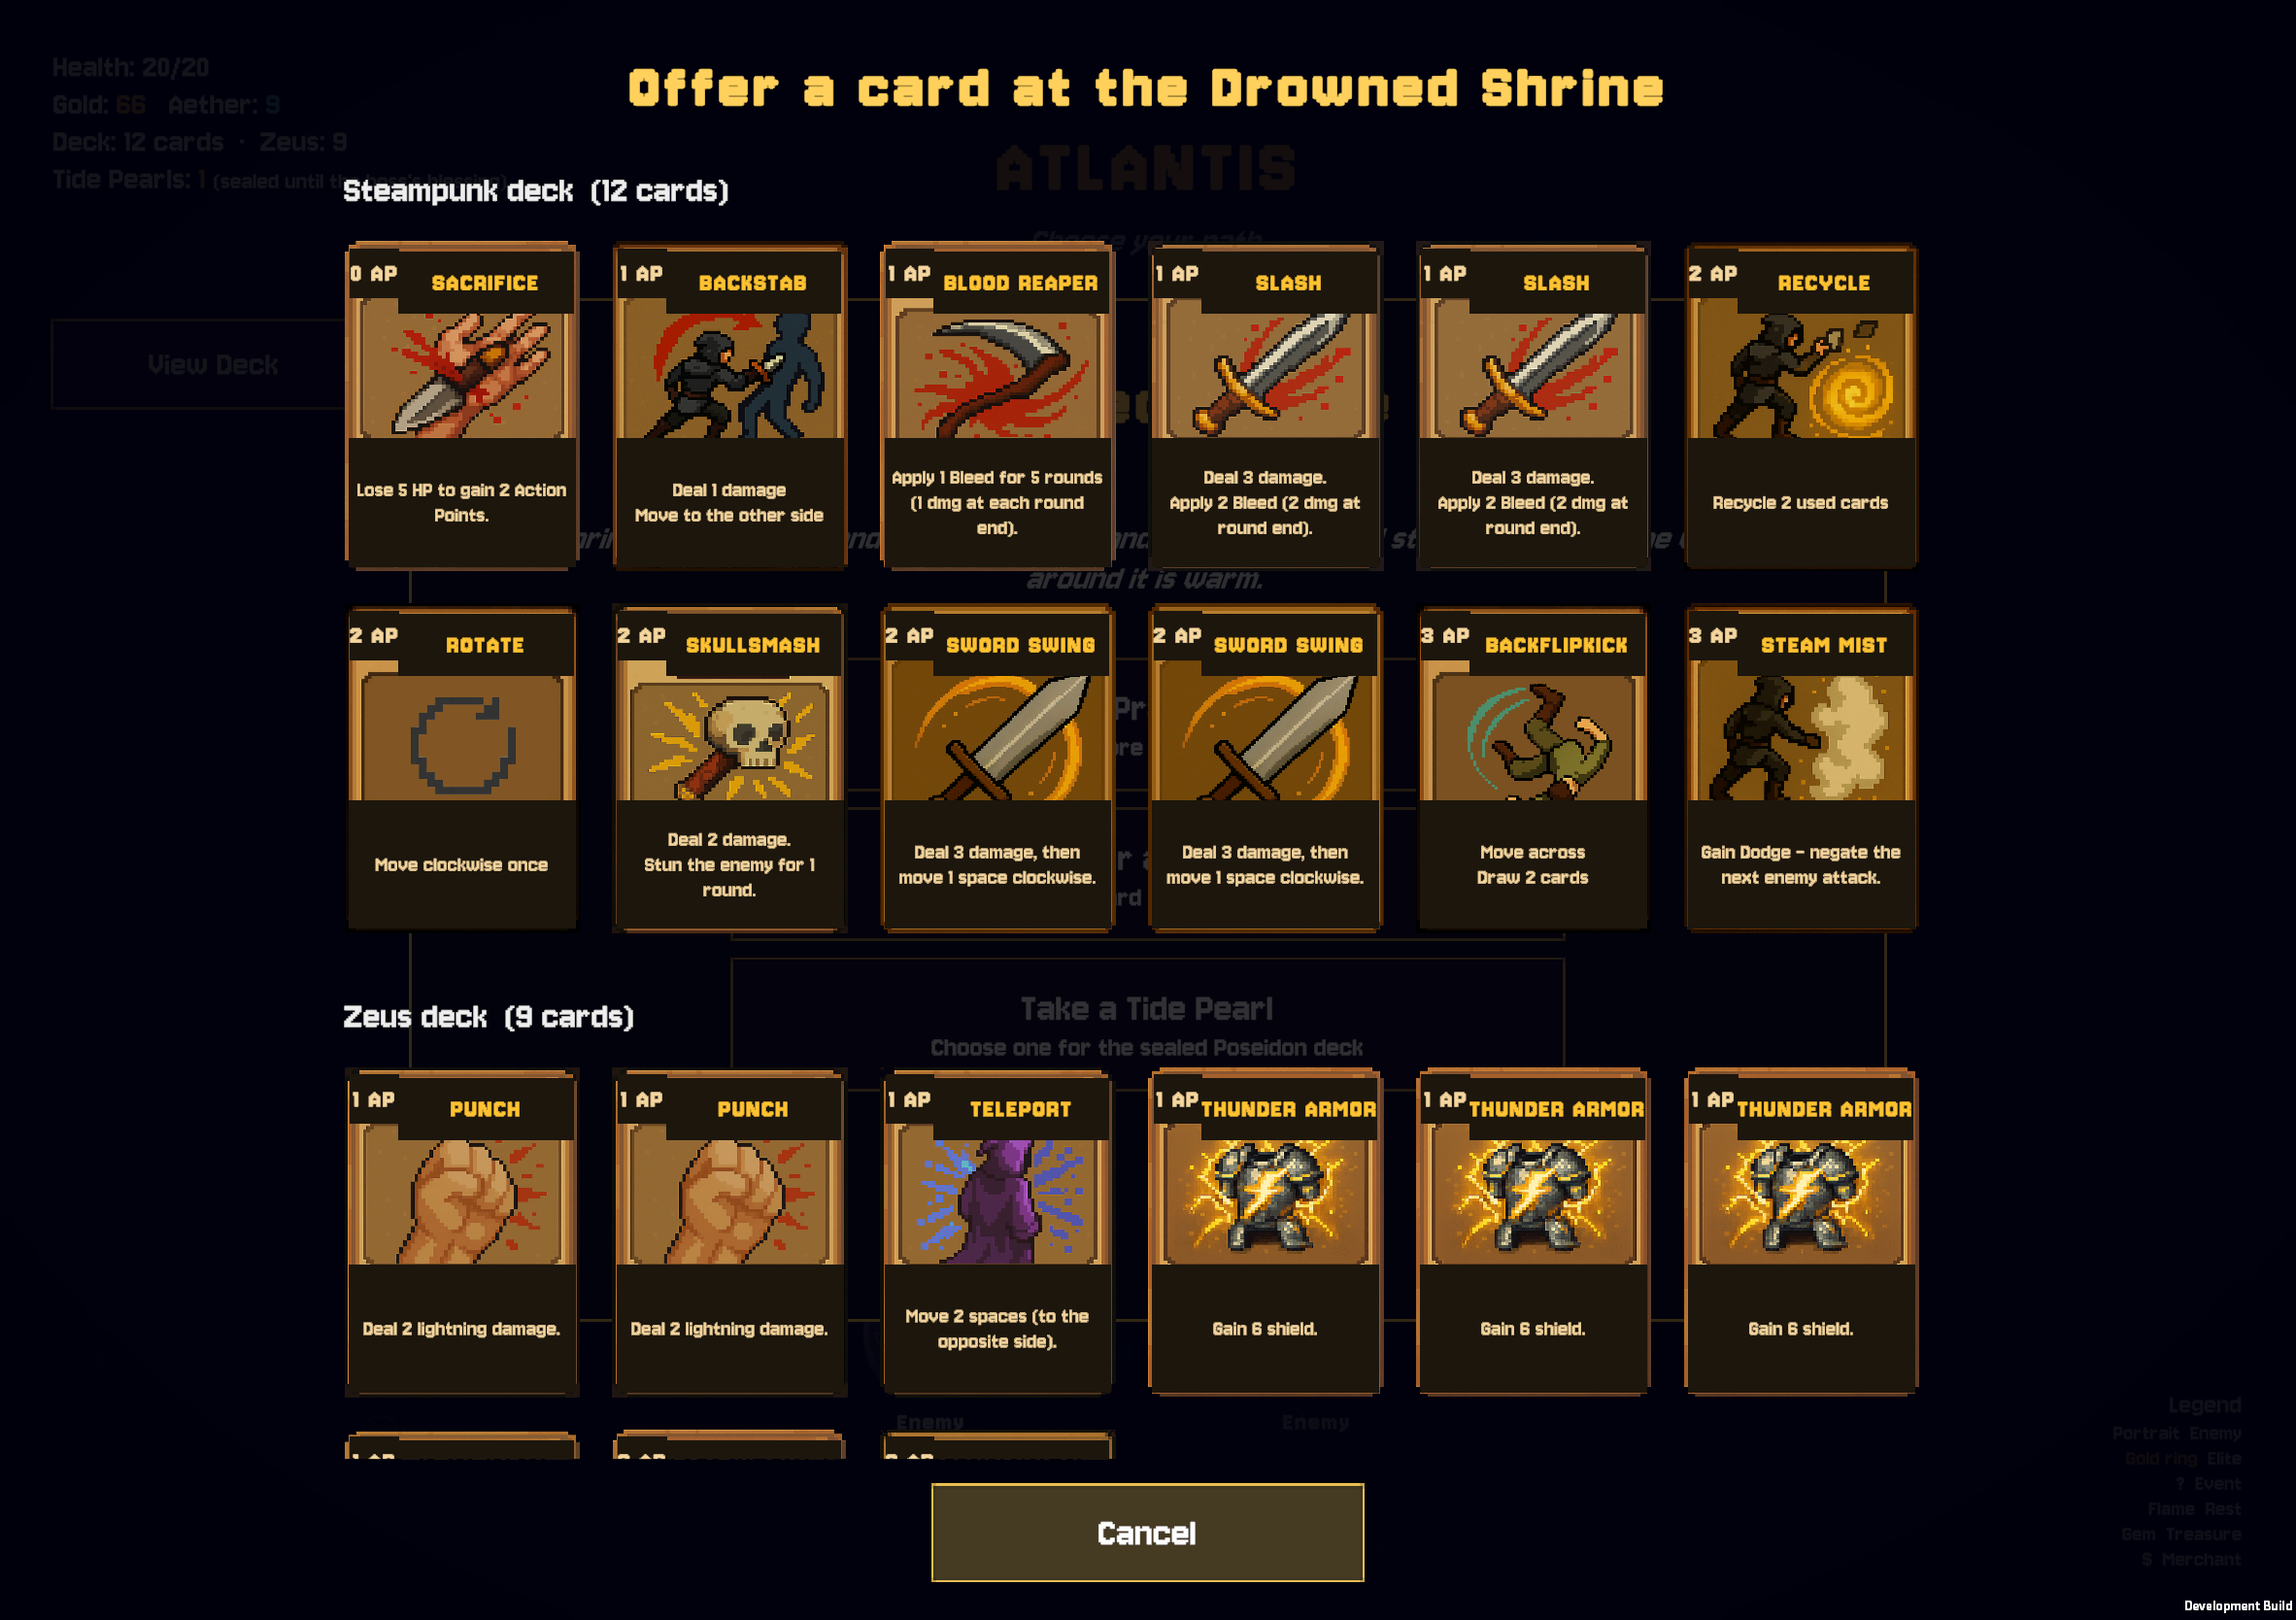 Health: 20/20
Gold: 66 Aether: 9
Deck: 12 cards · Zeus: 9
Tide Pearls: 1 (sealed until the boss's blessing)
Offer a card at the Drowned Shrine
ATLANTIS
Choose your path
View Deck
Steampunk deck (12 cards)
0 AP SACRIFICE
Lose 5 HP to gain 2 Action
Points.
1 AP BACKSTAB
Deal 1 damage
Move to the other side
1 AP BLOOD REAPER
Apply 1 Bleed for 5 rounds
(1 dmg at each round
end).
1 AP SLASH
Deal 3 damage.
Apply 2 Bleed (2 dmg at
round end).
1 AP SLASH
Deal 3 damage.
Apply 2 Bleed (2 dmg at
round end).
2 AP RECYCLE
Recycle 2 used cards
around it is warm.
2 AP ROTATE
Move clockwise once
2 AP SKULLSMASH
Deal 2 damage.
Stun the enemy for 1
round.
2 AP SWORD SWING
Deal 3 damage, then
move 1 space clockwise.
2 AP SWORD SWING
Deal 3 damage, then
move 1 space clockwise.
3 AP BACKFLIPKICK
Move across
Draw 2 cards
3 AP STEAM MIST
Gain Dodge - negate the
next enemy attack.
Zeus deck (9 cards)
Take a Tide Pearl
Choose one for the sealed Poseidon deck
1 AP PUNCH
Deal 2 lightning damage.
1 AP PUNCH
Deal 2 lightning damage.
1 AP TELEPORT
Move 2 spaces (to the
opposite side).
1 AP THUNDER ARMOR
Gain 6 shield.
1 AP THUNDER ARMOR
Gain 6 shield.
1 AP THUNDER ARMOR
Gain 6 shield.
Enemy
Enemy
Cancel
Legend
Portrait Enemy
Gold ring Elite
? Event
Flame Rest
Gem Treasure
$ Merchant
Development Build